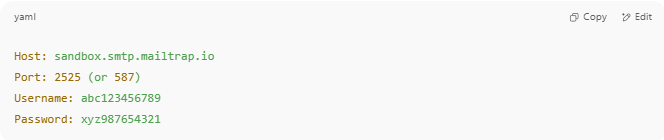 yaml
Copy
Edit
Host: sandbox.smtp.mailtrap.io
Port: 2525 (or 587)
Username: abc123456789
Password: xyz987654321